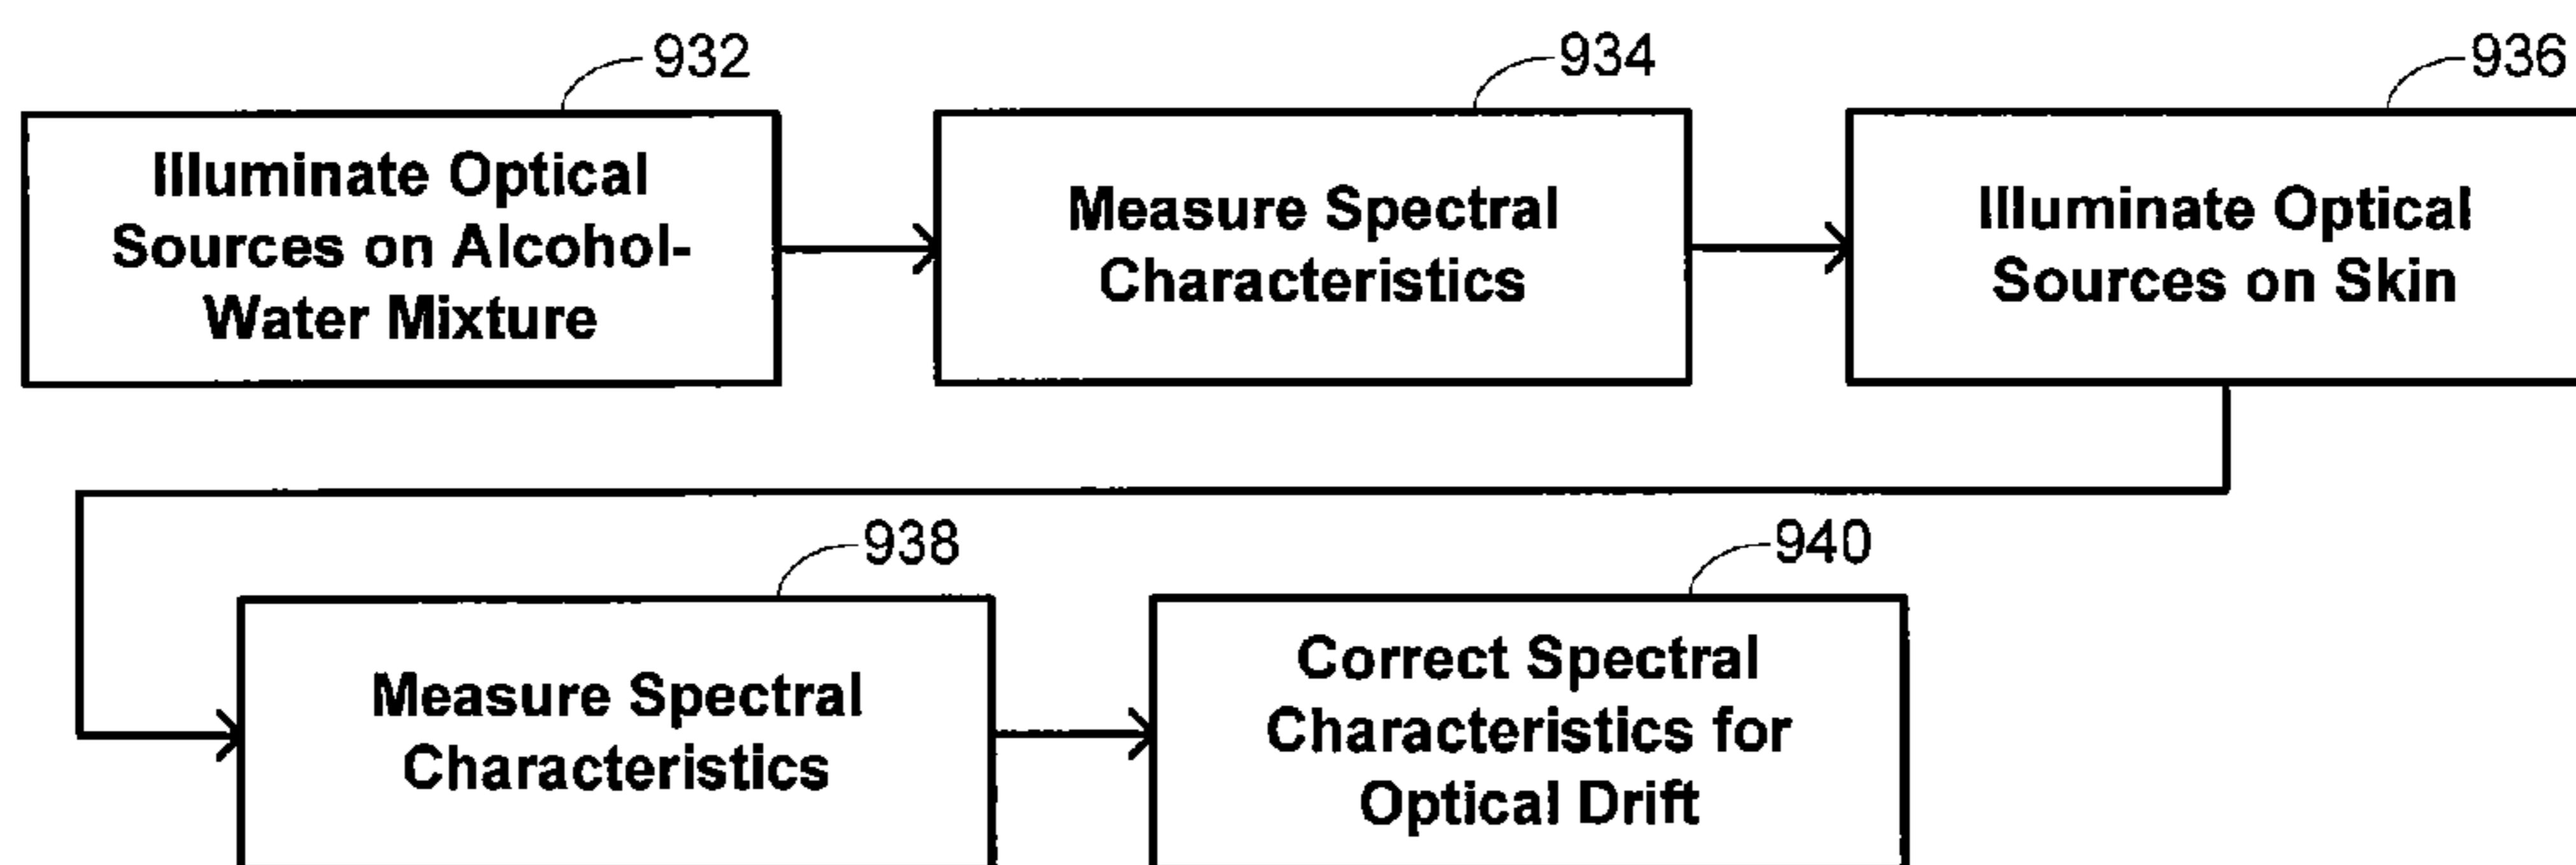 932
934
936
Illuminate Optical
Sources on Alcohol-
Water Mixture
Measure Spectral
Characteristics
Illuminate Optical
Sources on Skin
938
940
Measure Spectral
Characteristics
Correct Spectral
Characteristics for
Optical Drift